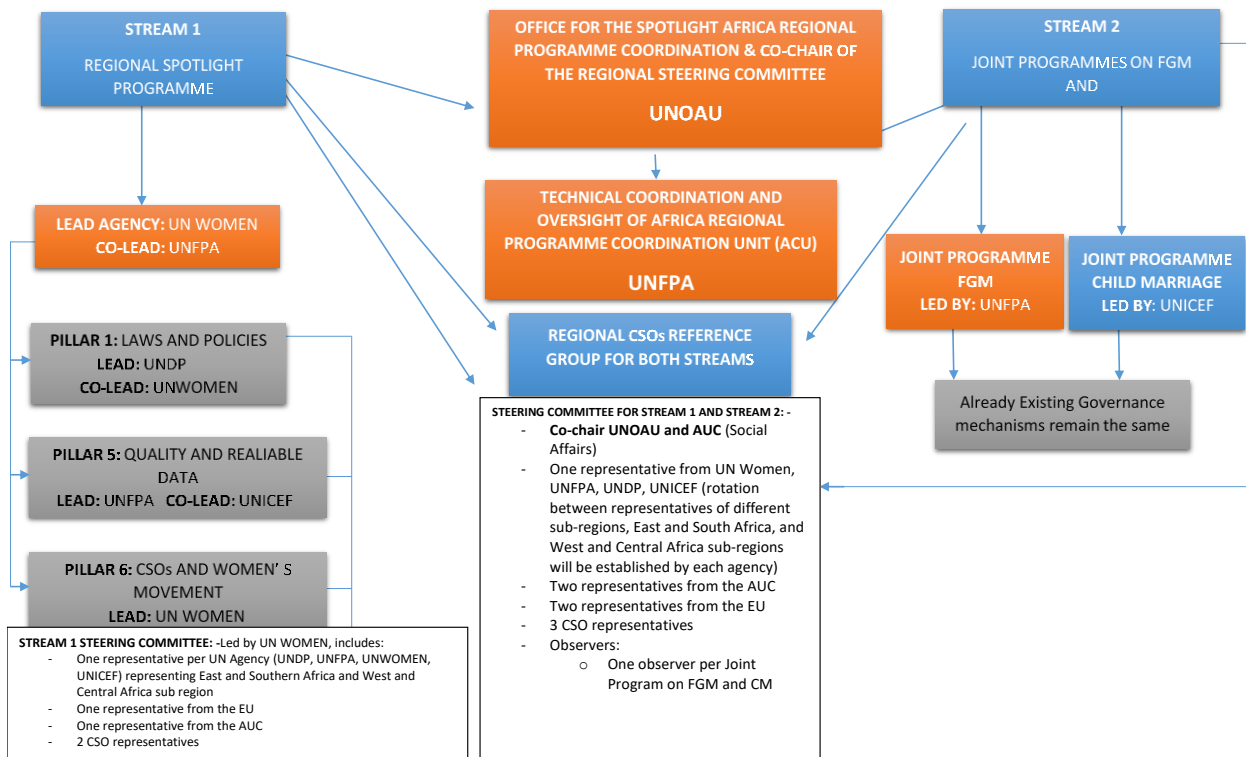 STREAM 1
REGIONAL SPOTLIGHT
PROGRAMME
OFFICE FOR THE SPOTLIGHT AFRICA REGIONAL
PROGRAMME COORDINATION & CO-CHAIR OF
THE REGIONAL STEERING COMMITTEE
UNOAU
STREAM 2
JOINT PROGRAMMES ON FGM
AND
LEAD AGENCY: UN WOMEN
CO-LEAD: UNFPA
TECHNICAL COORDINATION AND
OVERSIGHT OF AFRICA REGIONAL
PROGRAMME COORDINATION UNIT (ACU)
UNFPA
JOINT PROGRAMME
FGM
LED BY: UNFPA
JOINT PROGRAMME
CHILD MARRIAGE
LED BY: UNICEF
PILLAR 1: LAWS AND POLICIES
LEAD: UNDP
CO-LEAD: UNWOMEN
REGIONAL CSOs REFERENCE
GROUP FOR BOTH STREAMS
Already Existing Governance
mechanisms remain the same
PILLAR 5: QUALITY AND REALIABLE
DATA
LEAD: UNFPA CO-LEAD: UNICEF
PILLAR 6: CSOs AND WOMEN' S
MOVEMENT
LEAD: UN WOMEN
STEERING COMMITTEE FOR STREAM 1 AND STREAM 2: -
- Co-chair UNOAU and AUC (Social
Affairs)
- One representative from UN Women,
UNFPA, UNDP, UNICEF (rotation
between representatives of different
sub-regions, East and South Africa, and
West and Central Africa sub-regions
will be established by each agency)
- Two representatives from the AUC
- Two representatives from the EU
- 3 CSO representatives
- Observers:
o One observer per Joint
Program on FGM and CM
STREAM 1 STEERING COMMITTEE: -Led by UN WOMEN, includes:
- One representative per UN Agency (UNDP, UNFPA, UNWOMEN,
UNICEF) representing East and Southern Africa and West and
Central Africa sub region
- One representative from the EU
- One representative from the AUC
- 2 CSO representatives